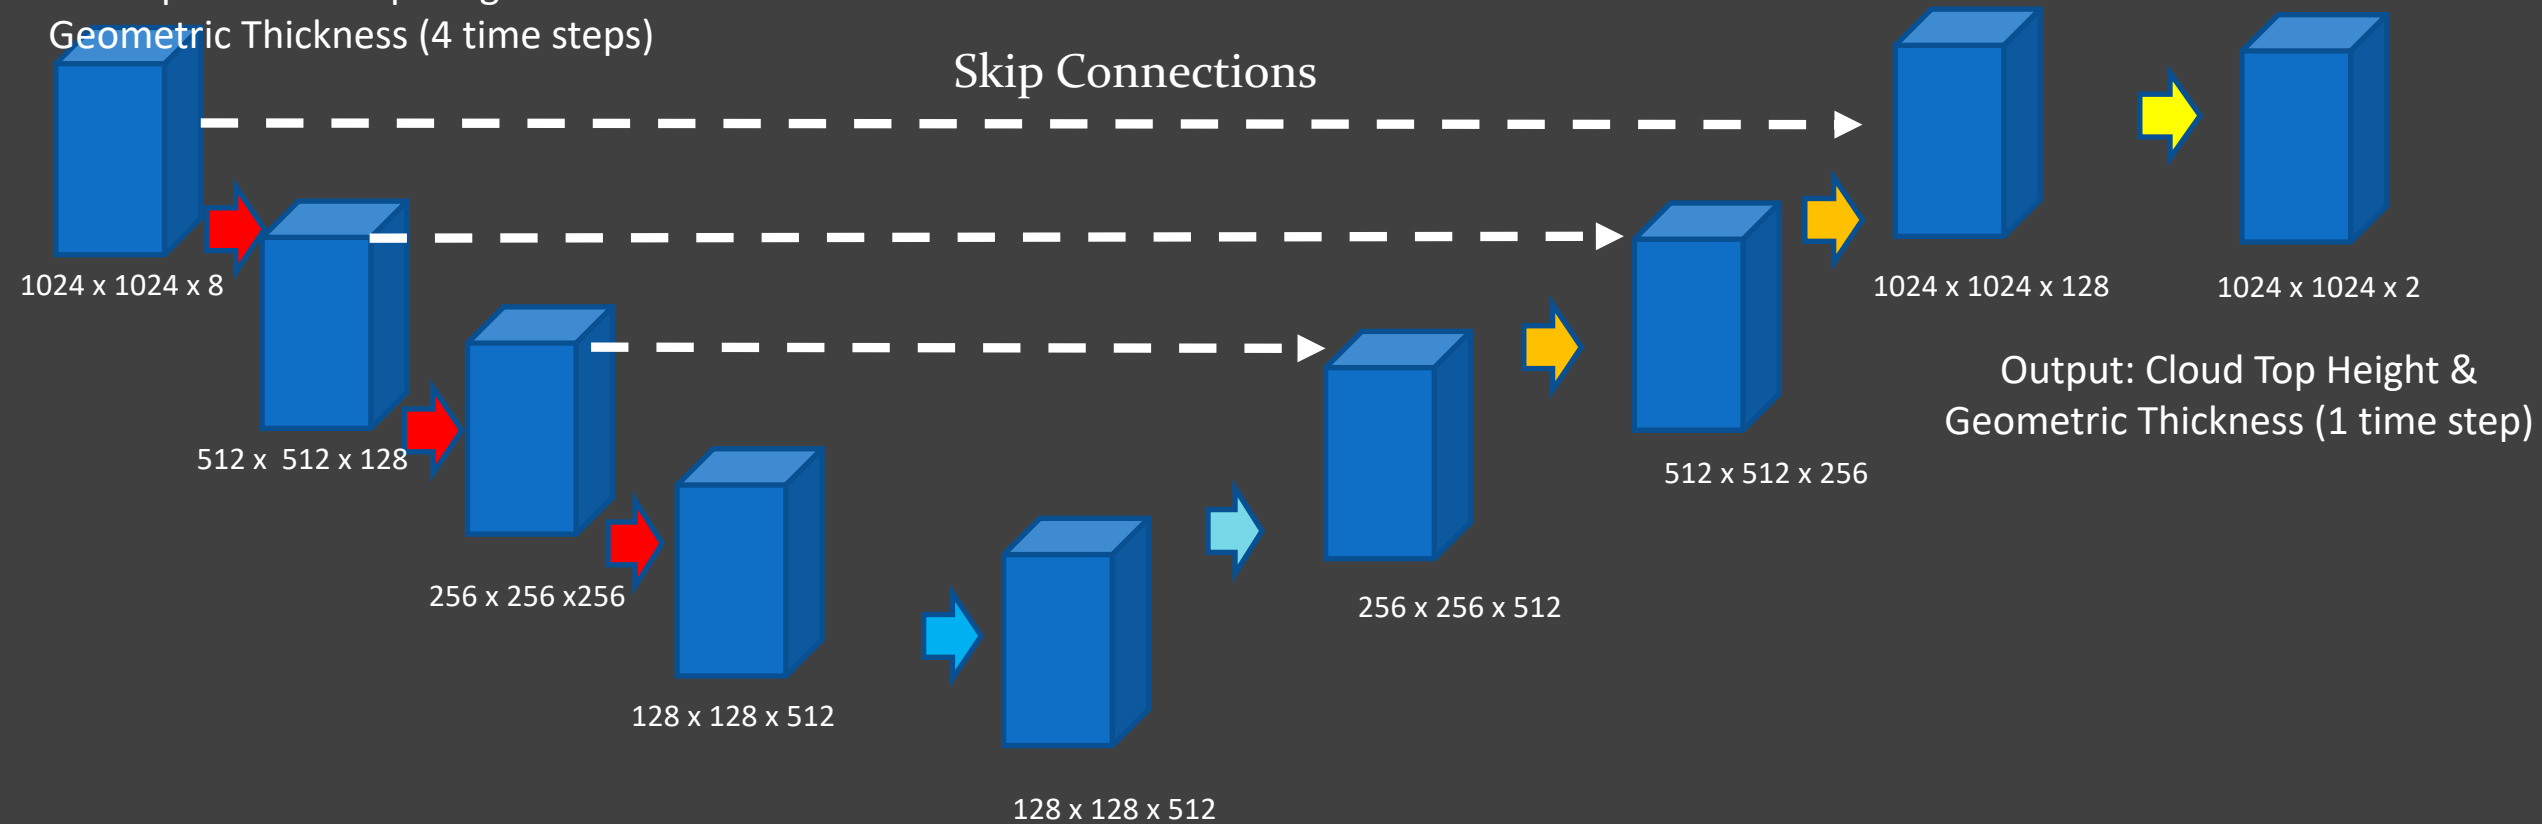 Geometric Thickness (4 time steps)
Skip Connections
1024 x 1024 x 8
1024 x 1024 x 128
1024 x 1024 x 2
Output: Cloud Top Height &
Geometric Thickness (1 time step)
512 x  512 x 128
512 x 512 x 256
256 x 256 x256
256 x 256 x 512
128 x 128 x 512
128 x 128 x 512